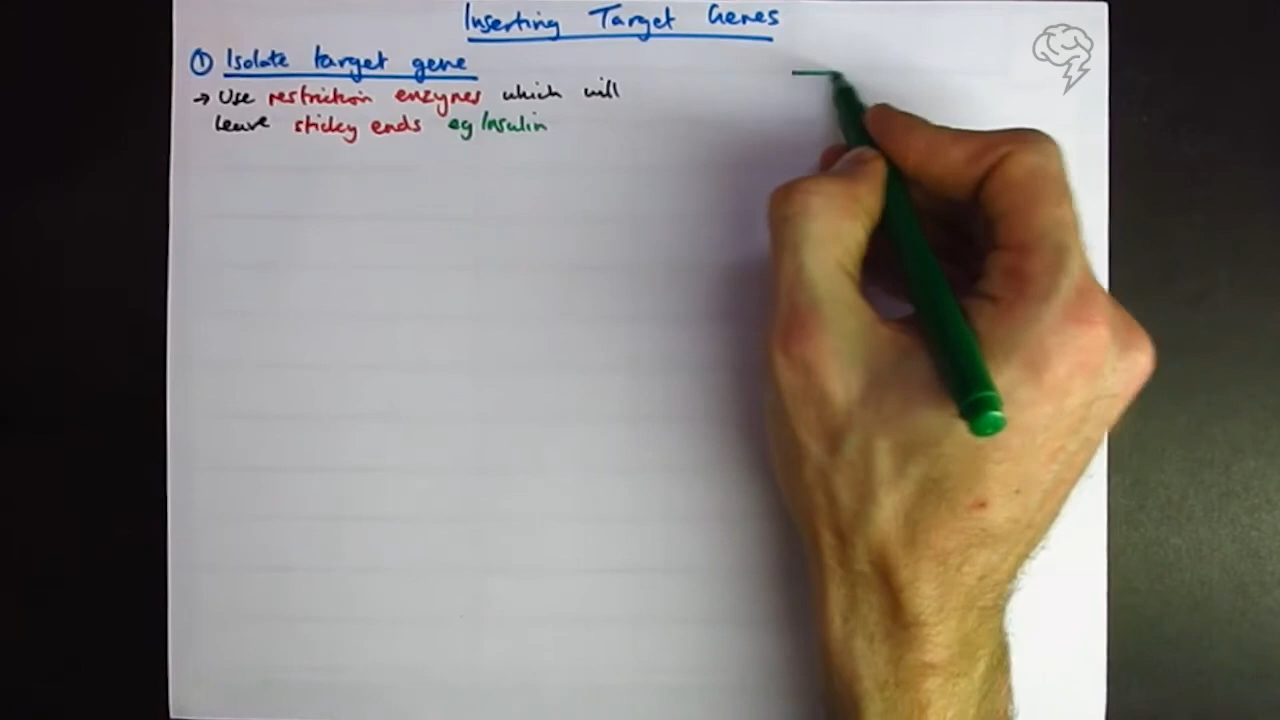 Inserting Target Genes
① Isolate target gene
→ Use restriction enzymes which will
leave sticky ends eg Insulin